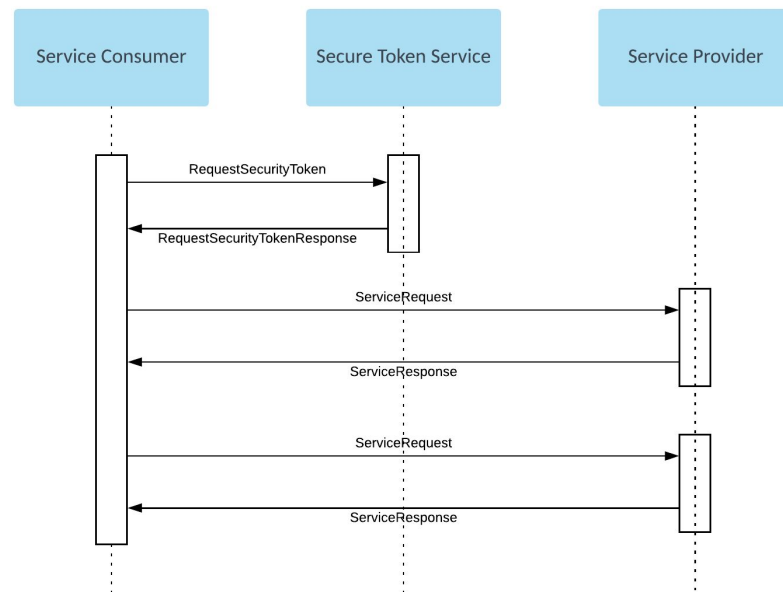 Service Consumer
Secure Token Service
Service Provider
RequestSecurityToken
RequestSecurityTokenResponse
ServiceRequest
ServiceResponse
ServiceRequest
ServiceResponse